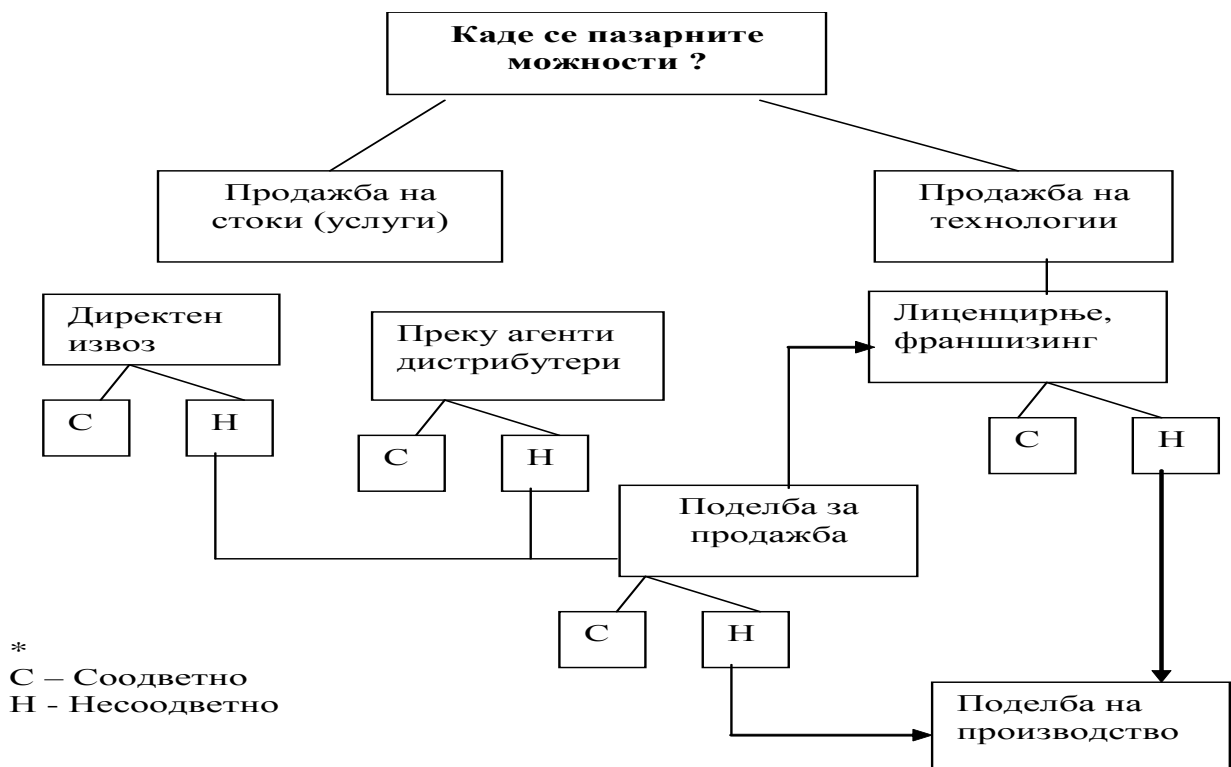 Каде се пазарните
можности ?
Продажба на
стоки (услуги)
Продажба на
технологии
Директен
извоз
Преку агенти
дистрибутери
Лиценцирње,
франшизинг
С
Н
С
Н
С
Н
Поделба за
продажба
С
Н
*
С – Соодветно
Н - Несоодветно
Поделба на
производство